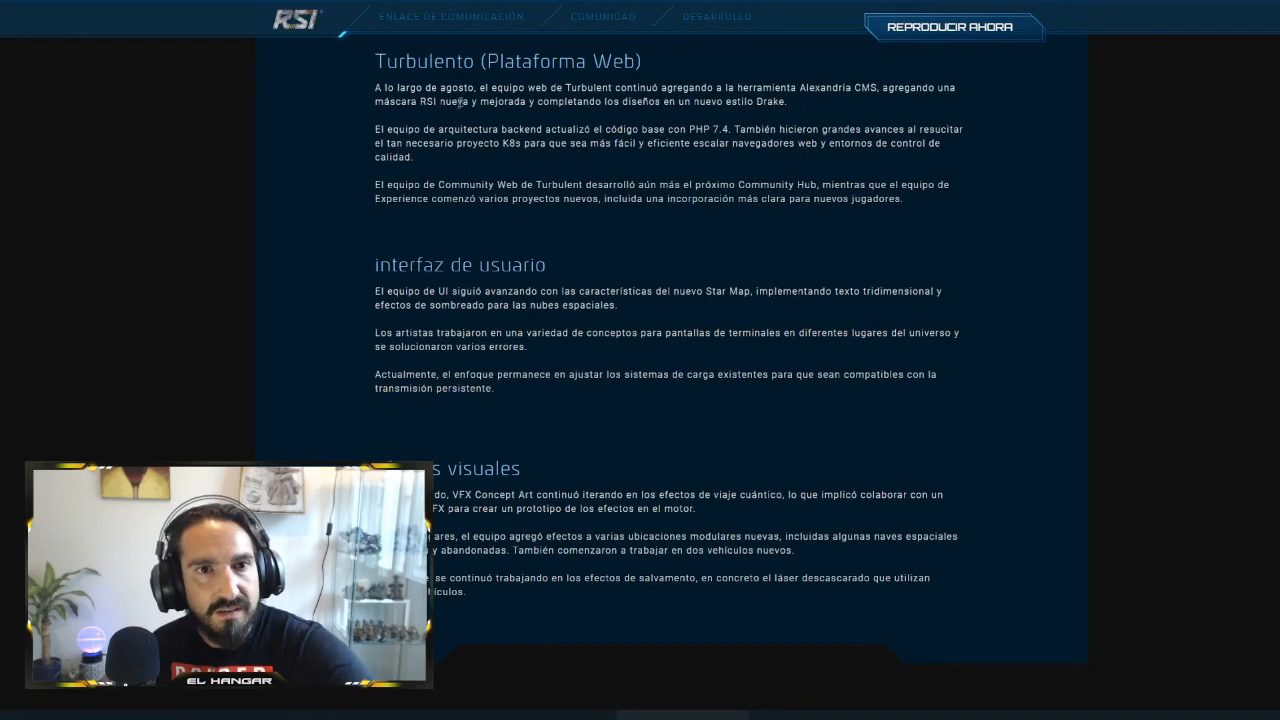 RSI
ENLACE DE COMUNICACIÓN
COMUNIDAD
DESARROLLO
REPRODUCIR AHORA
Turbulento (Plataforma Web)
A lo largo de agosto, el equipo web de Turbulent continuó agregando a la herramienta Alexandria CMS, agregando una
máscara RSI nueva y mejorada y completando los diseños en un nuevo estilo Drake.
El equipo de arquitectura backend actualizó el código base con PHP 7.4. También hicieron grandes avances al resucitar
el tan necesario proyecto K8s para que sea más fácil y eficiente escalar navegadores web y entornos de control de
calidad.
El equipo de Community Web de Turbulent desarrolló aún más el próximo Community Hub, mientras que el equipo de
Experience comenzó varios proyectos nuevos, incluida una incorporación más clara para nuevos jugadores.
interfaz de usuario
El equipo de UI siguió avanzando con las características del nuevo Star Map, implementando texto tridimensional y
efectos de sombreado para las nubes espaciales.
Los artistas trabajaron en una variedad de conceptos para pantallas de terminales en diferentes lugares del universo y
se solucionaron varios errores.
Actualmente, el enfoque permanece en ajustar los sistemas de carga existentes para que sean compatibles con la
transmisión persistente.
visuales
VFX Concept Art continuó iterando en los efectos de viaje cuántico, lo que implicó colaborar con un
para crear un prototipo de los efectos en el motor.
el equipo agregó efectos a varias ubicaciones modulares nuevas, incluidas algunas naves espaciales
y abandonadas. También comenzaron a trabajar en dos vehículos nuevos.
se continuó trabajando en los efectos de salvamento, en concreto el láser descascarado que utilizan
EL HANGAR